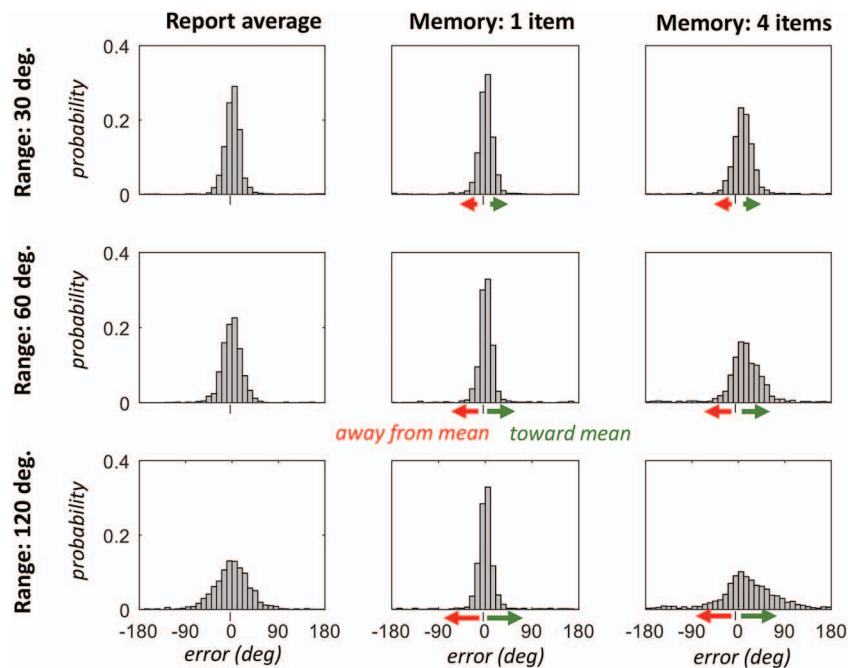 Report average
Memory: 1 item
Memory: 4 items
Range: 30 deg.
probability
0.4
0.2
0
Range: 60 deg.
probability
0.4
0.2
0
away from mean
toward mean
Range: 120 deg.
probability
0.4
0.2
0
-180 -90 0 90 180
-180 -90 0 90 180
-180 -90 0 90 180
error (deg)
error (deg)
error (deg)